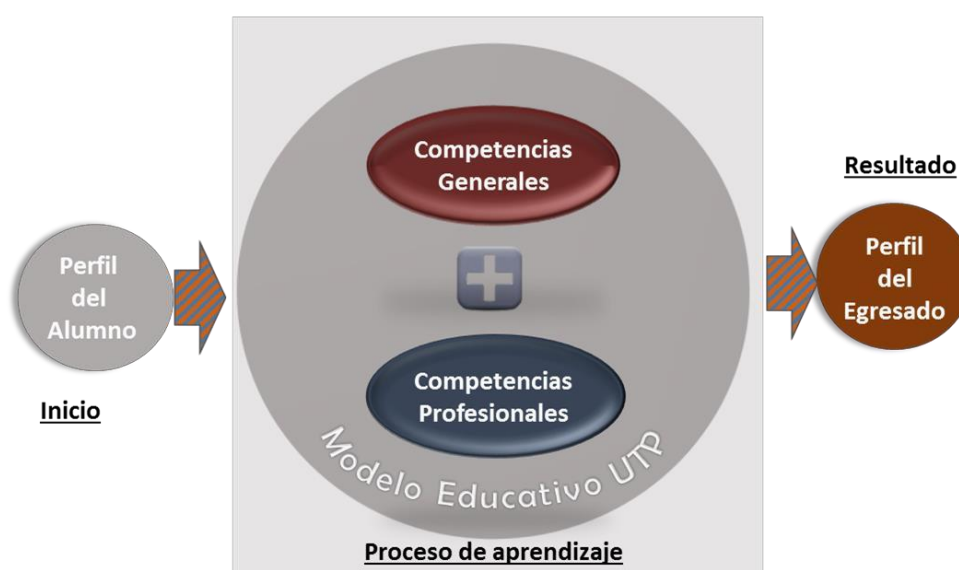 Inicio
Perfil
del
Alumno
Competencias
Generales
Competencias
Profesionales
Modelo Educativo UTP
Proceso de aprendizaje
Resultado
Perfil
del
Egresado